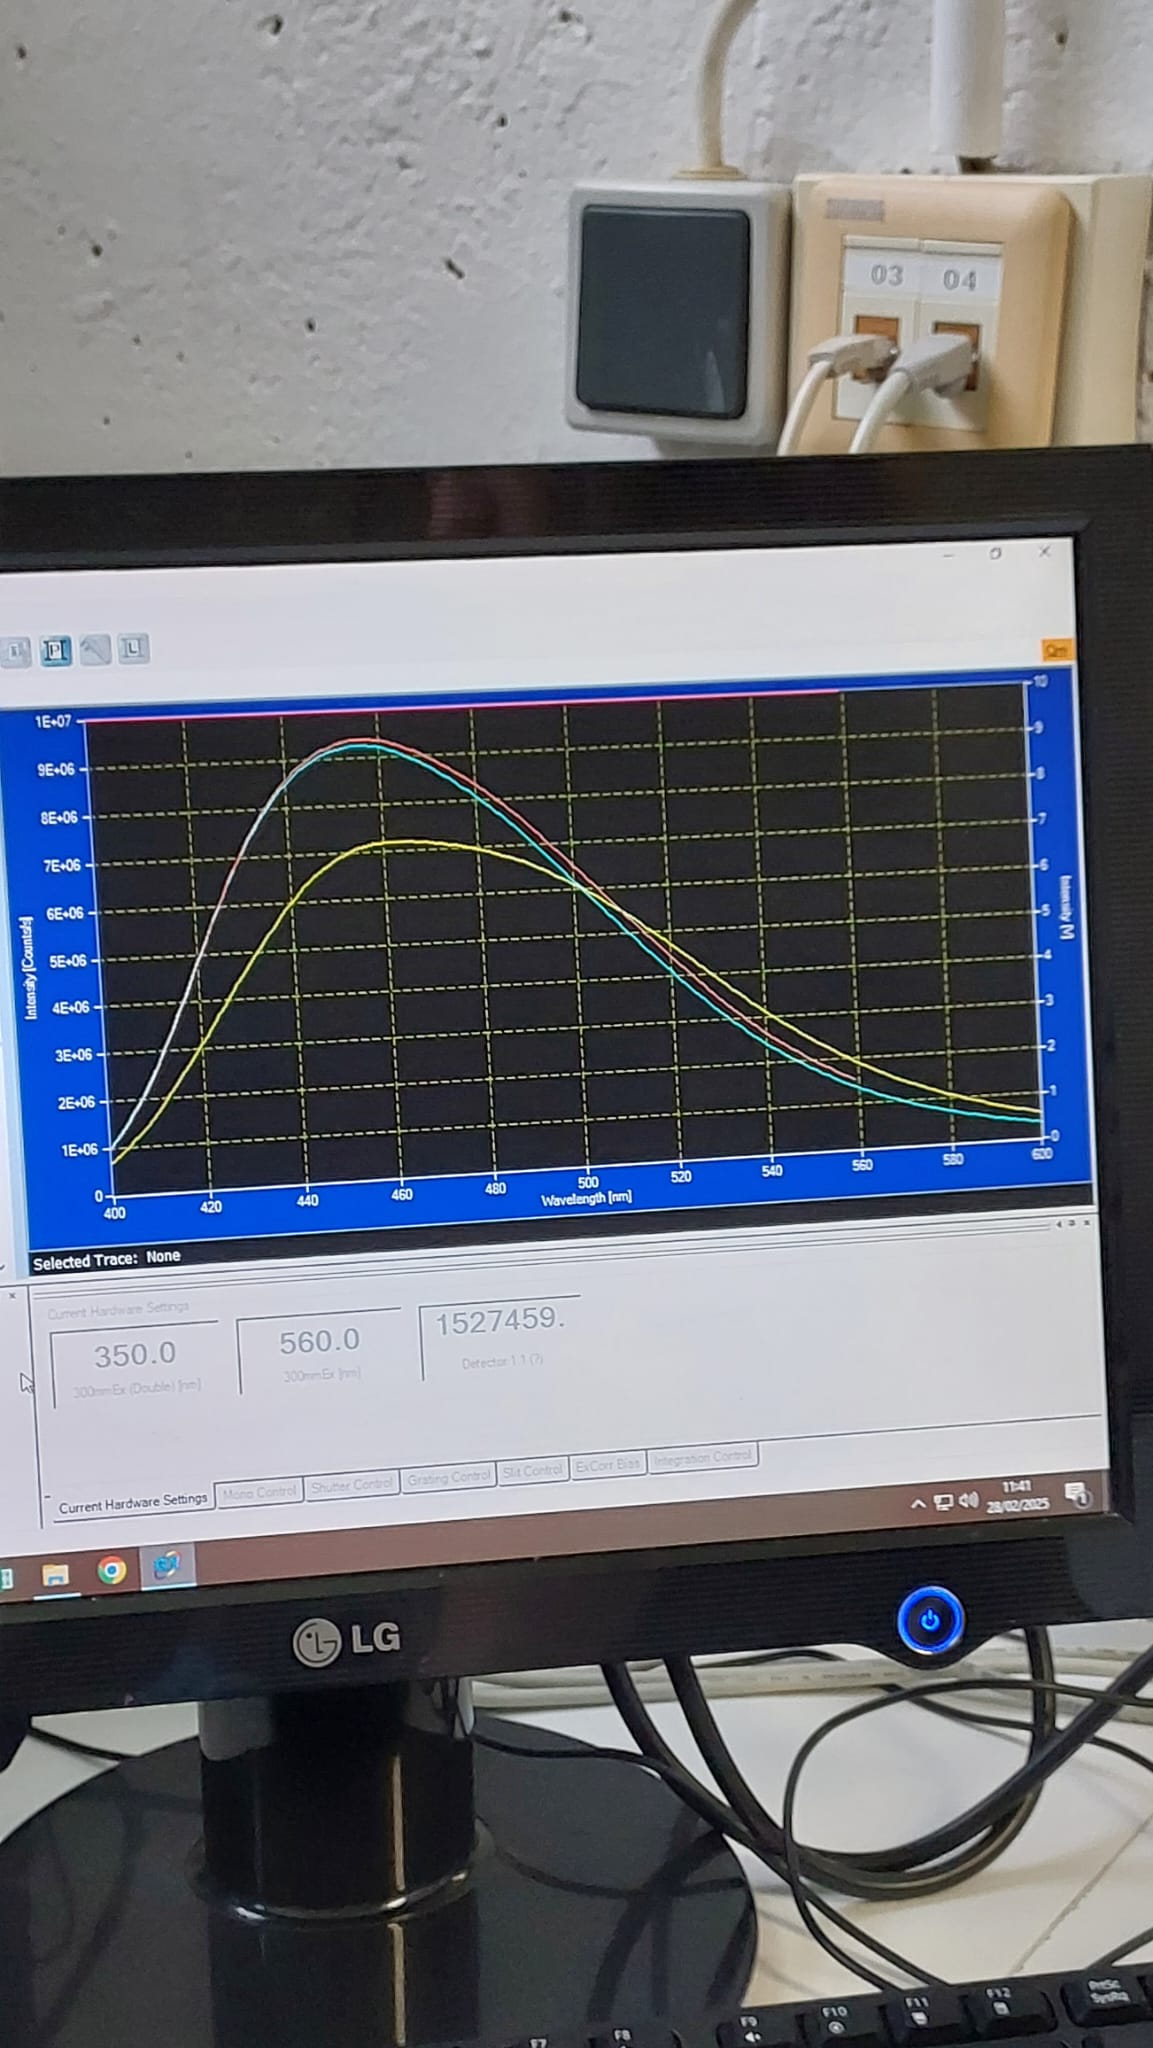 03 04
P L
Qm
1E+07
9E+06
8E+06
7E+06
6E+06
5E+06
4E+06
3E+06
2E+06
1E+06
0
Intensity [Counts/s]
10
9
8
7
6
5
4
3
2
1
0
400 420 440 460 480 500 520 540 560 580 600
Wavelength [nm]
Selected Trace: None
Current Hardware Settings
350.0 560.0 1527459.
300mmEx (Double) [nm] 300mmEx [nm] Detector 1.1 (?)
Current Hardware Settings Mono Control Shutter Control Grating Control Slit Control ExCorr Bias Integration Control
11:41
28/02/2025
LG
F7 F8 F9 F10 F11 F12 PrtSc
SysRq